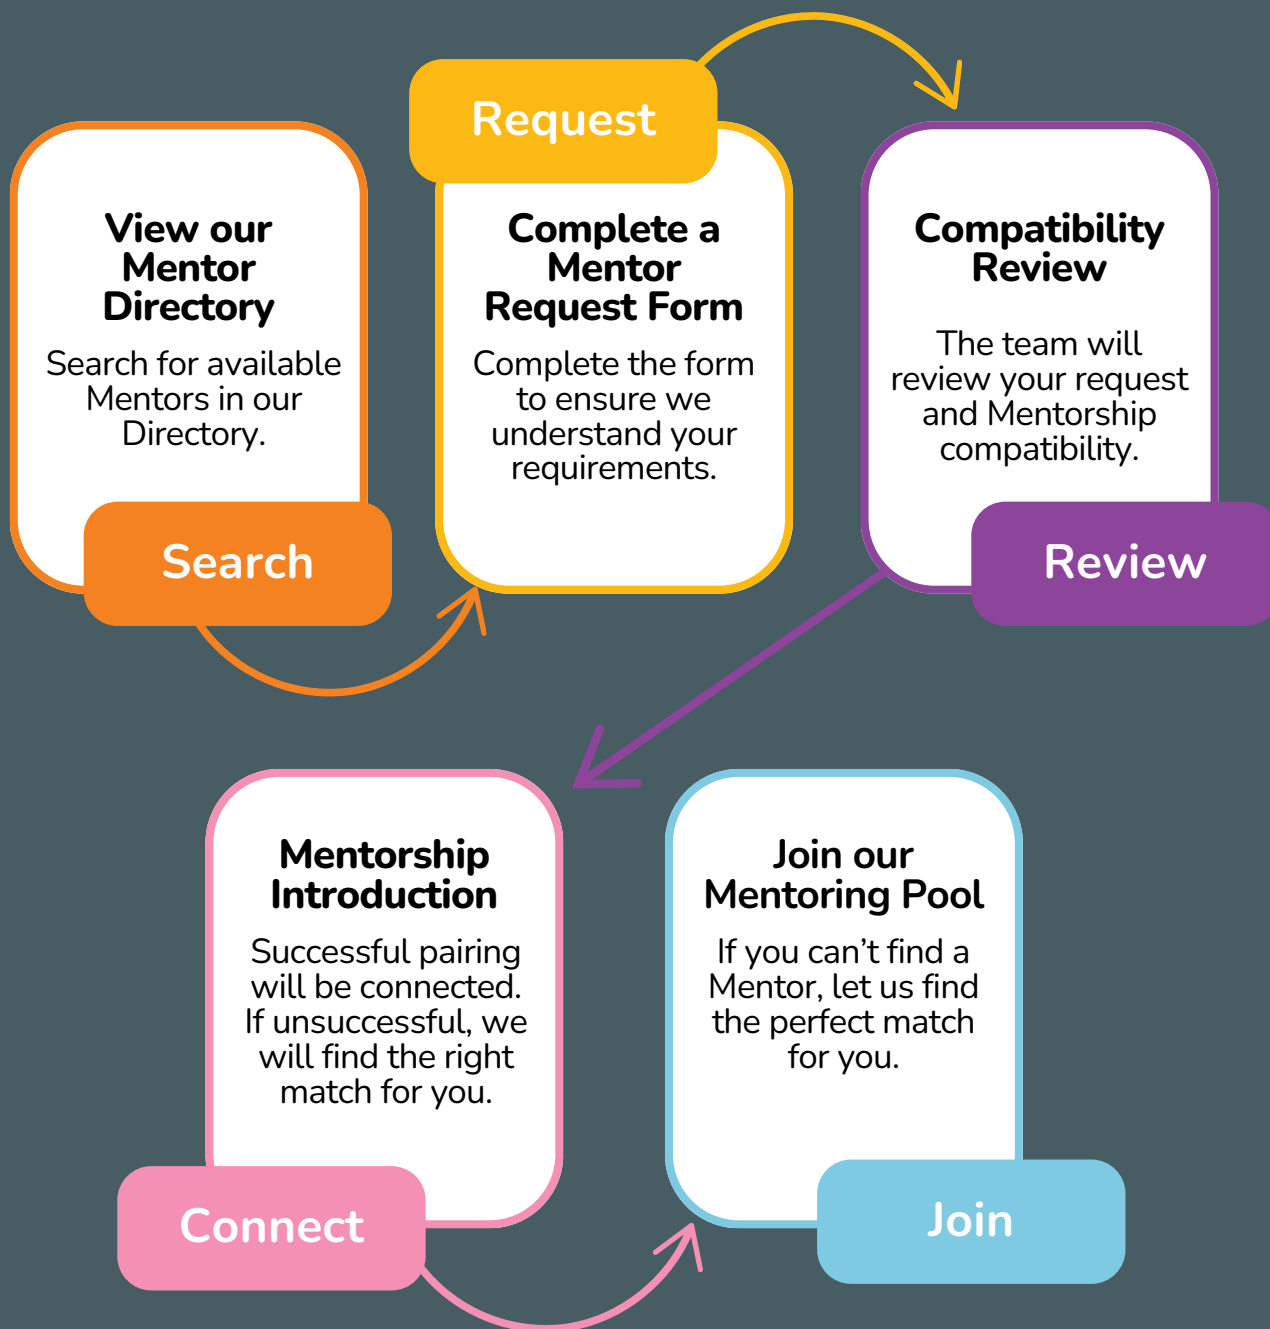 View our
Mentor
Directory
Search for available
Mentors in our
Directory.
Search
Request
Complete a
Mentor
Request Form
Complete the form
to ensure we
understand your
requirements.
Compatibility
Review
The team will
review your request
and Mentorship
compatibility.
Review
Mentorship
Introduction
Successful pairing
will be connected.
If unsuccessful, we
will find the right
match for you.
Connect
Join our
Mentoring Pool
If you can’t find a
Mentor, let us find
the perfect match
for you.
Join